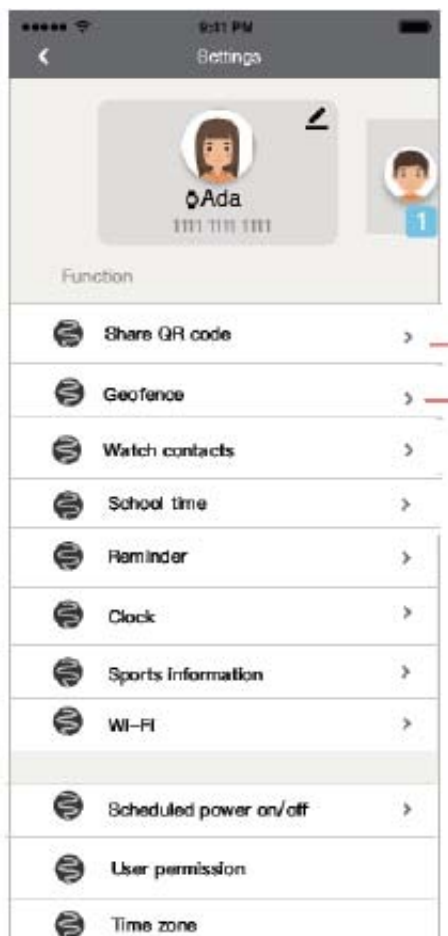 9:41 PM
Settings
Ada
1111 1111 1111
1
Function
Share QR code
Geofence
Watch contacts
School time
Reminder
Clock
Sports information
Wi-Fi
Scheduled power on/off
User permission
Time zone